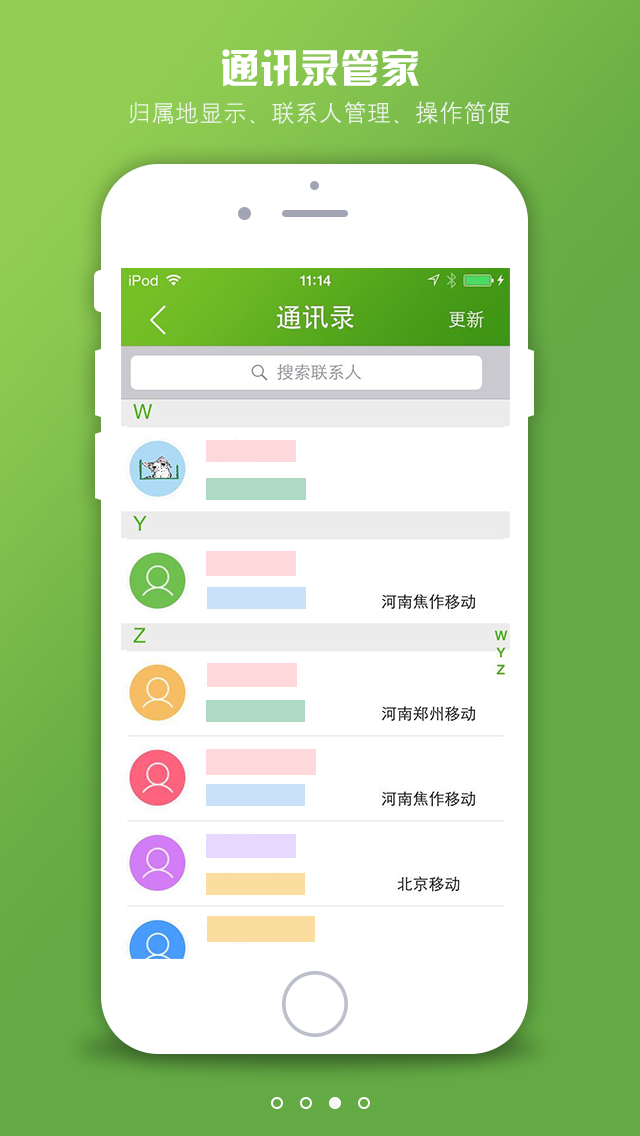 通讯录管家
归属地显示、联系人管理、操作简便
iPod 11:14
通讯录 更新
搜索联系人
W
Y
河南焦作移动
Z
W
Y
Z
河南郑州移动
河南焦作移动
北京移动